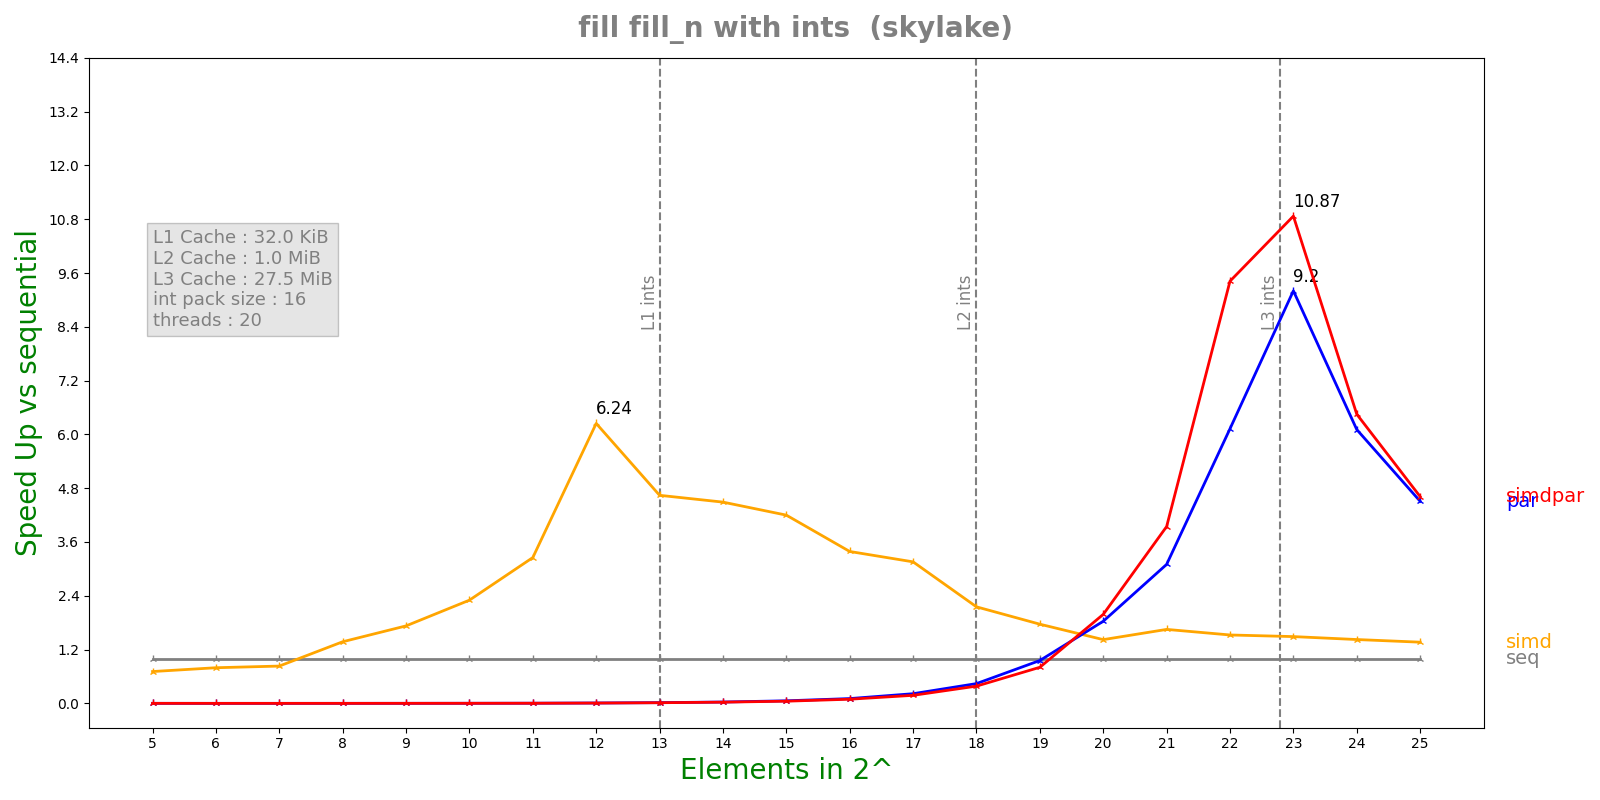 fill fill_n with ints (skylake)
Speed Up vs sequential
14.4
13.2
12.0
10.8
9.6
8.4
7.2
6.0
4.8
3.6
2.4
1.2
0.0
L1 Cache : 32.0 KiB
L2 Cache : 1.0 MiB
L3 Cache : 27.5 MiB
int pack size : 16
threads : 20
L1 ints
L2 ints
L3 ints
6.24
10.87
9.2
simdpar
par
simd
seq
5 6 7 8 9 10 11 12 13 14 15 16 17 18 19 20 21 22 23 24 25
Elements in 2^